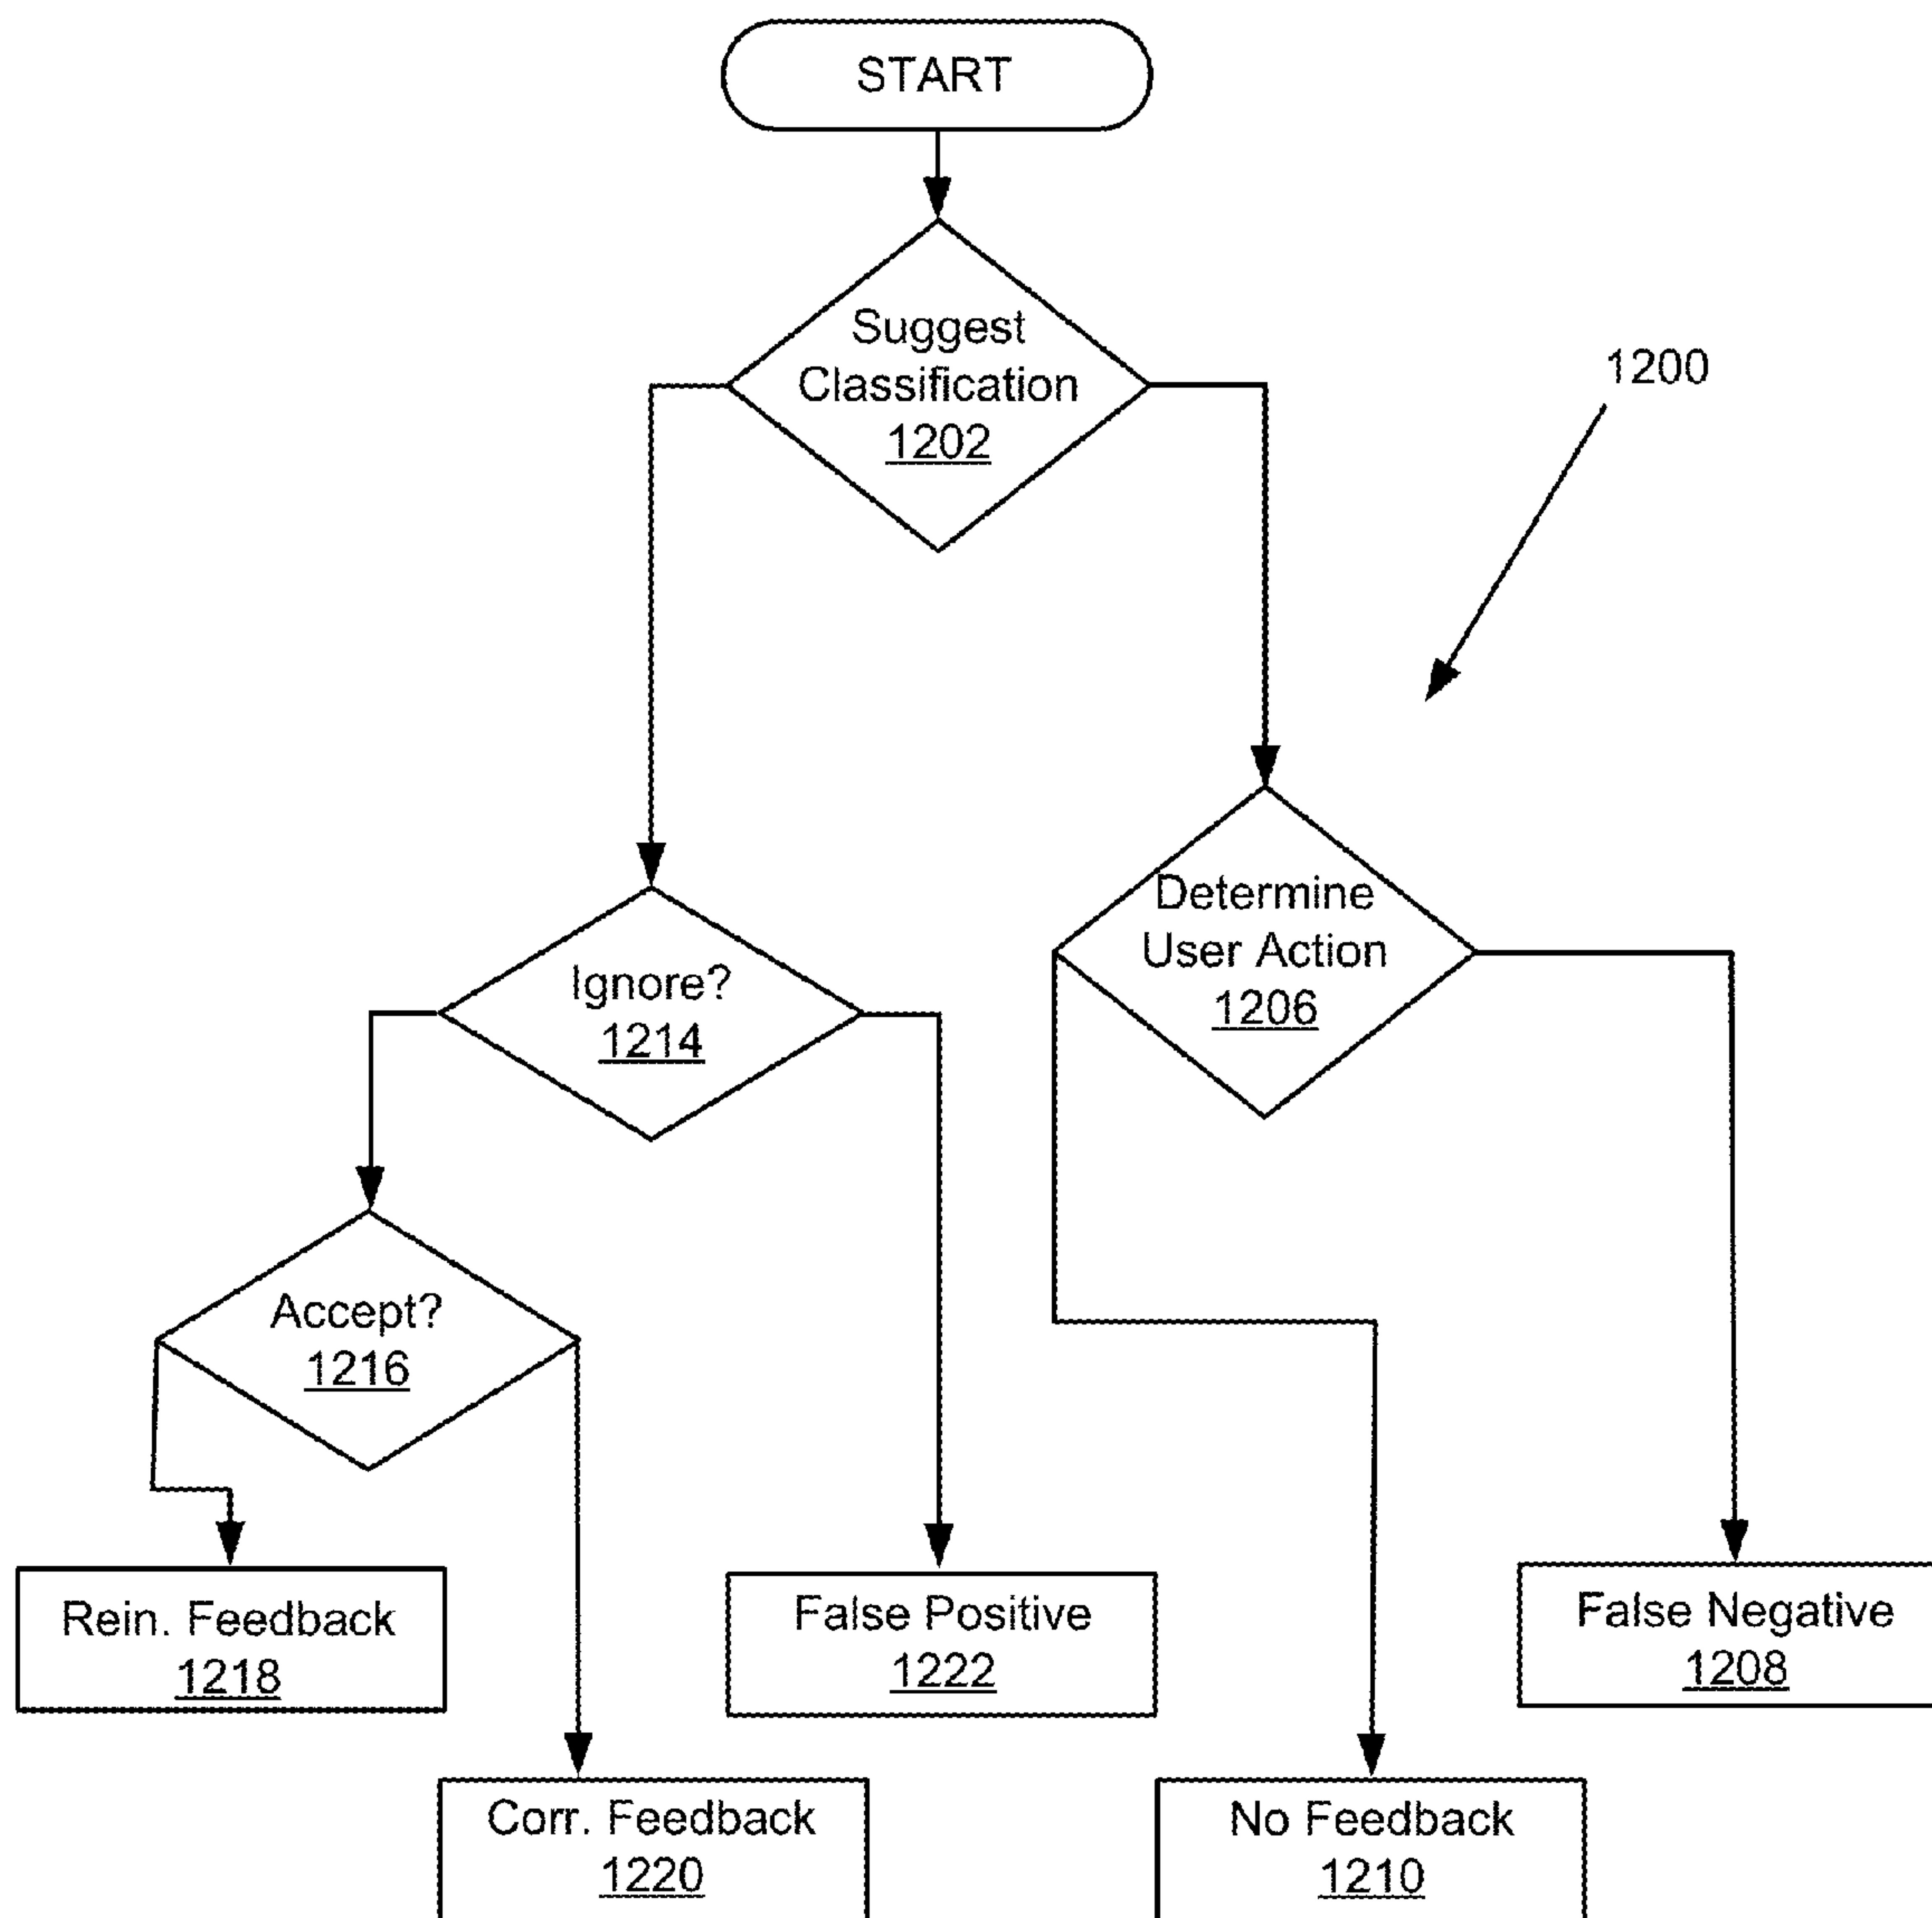 START
Suggest
Classification
1202
1200
Determine
User Action
1206
Ignore?
1214
Accept?
1216
Rein. Feedback
1218
False Positive
1222
False Negative
1208
Corr. Feedback
1220
No Feedback
1210